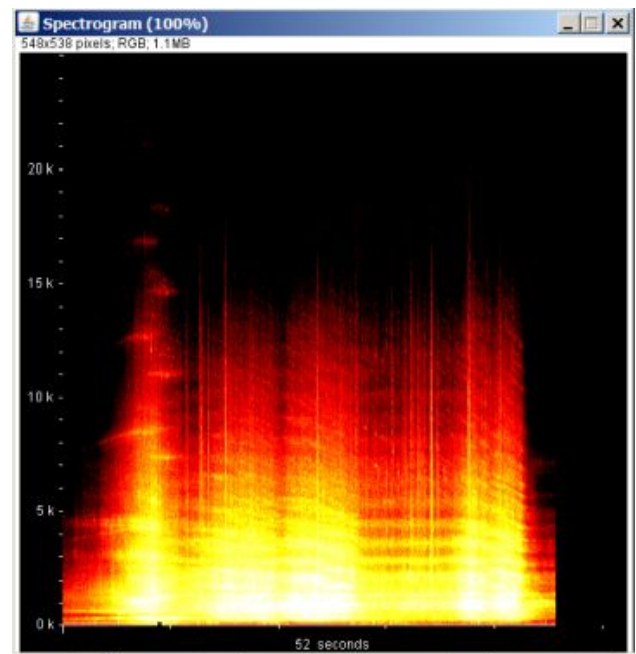 Spectrogram (100%)
548x538 pixels; RGB; 1.1MB
20 k
15 k
10 k
5 k
0 k
52 seconds